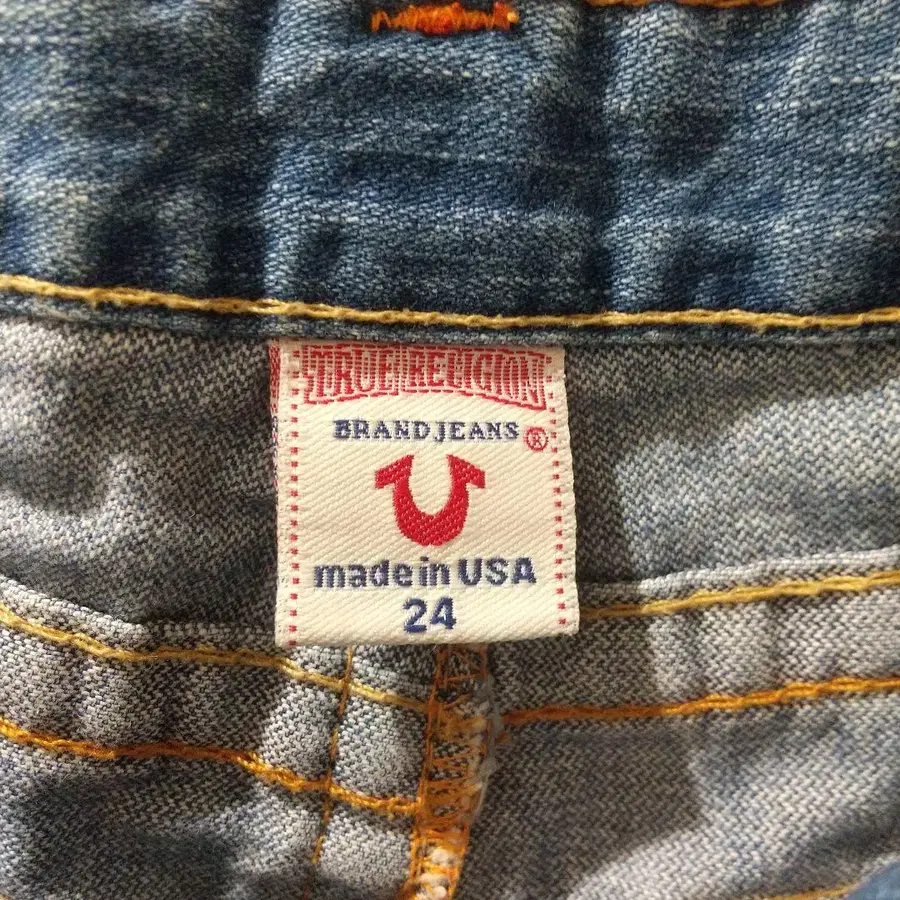 TRUE RELIGION
BRAND JEANS ®
made in USA
24